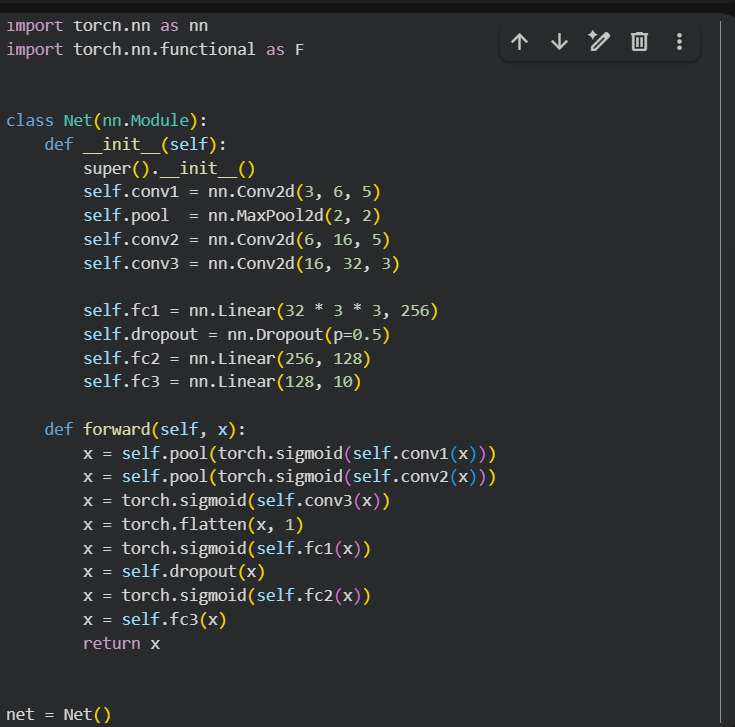 import torch.nn as nn
import torch.nn.functional as F
class Net(nn.Module):
    def __init__(self):
        super().__init__()
        self.conv1 = nn.Conv2d(3, 6, 5)
        self.pool  = nn.MaxPool2d(2, 2)
        self.conv2 = nn.Conv2d(6, 16, 5)
        self.conv3 = nn.Conv2d(16, 32, 3)
        self.fc1 = nn.Linear(32 * 3 * 3, 256)
        self.dropout = nn.Dropout(p=0.5)
        self.fc2 = nn.Linear(256, 128)
        self.fc3 = nn.Linear(128, 10)
    def forward(self, x):
        x = self.pool(torch.sigmoid(self.conv1(x)))
        x = self.pool(torch.sigmoid(self.conv2(x)))
        x = torch.sigmoid(self.conv3(x))
        x = torch.flatten(x, 1)
        x = torch.sigmoid(self.fc1(x))
        x = self.dropout(x)
        x = torch.sigmoid(self.fc2(x))
        x = self.fc3(x)
        return x
net = Net()